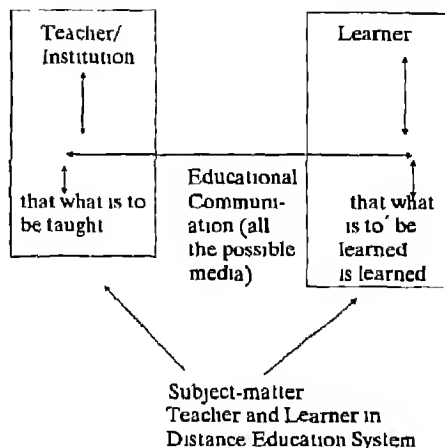 Teacher/
Institution
Learner
that what is to
be taught
Educational
Communi-
ation (all
the possible
media)
that what
is to be
learned
is learned
Subject-matter
Teacher and Learner in
Distance Education System